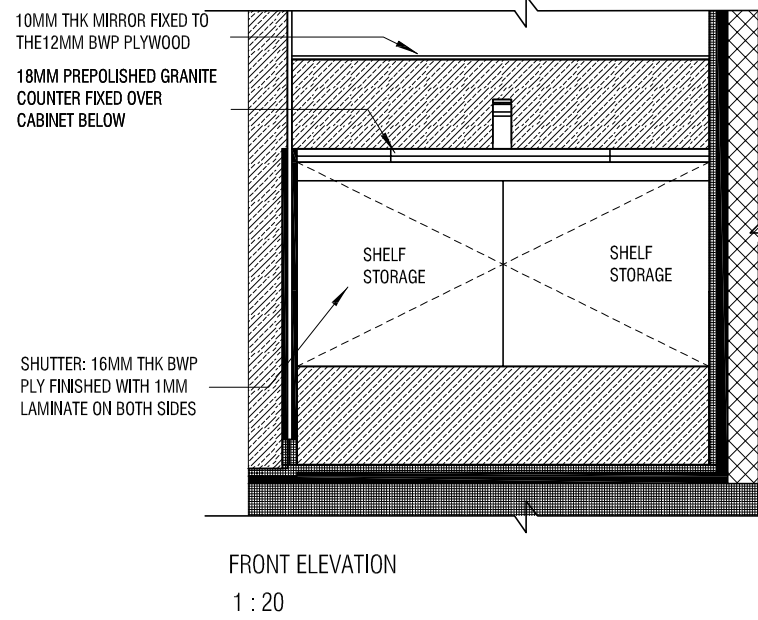 10MM THK MIRROR FIXED TO
THE12MM BWP PLYWOOD
18MM PREPOLISHED GRANITE
COUNTER FIXED OVER
CABINET BELOW
SHELF
STORAGE
SHELF
STORAGE
SHUTTER: 16MM THK BWP
PLY FINISHED WITH 1MM
LAMINATE ON BOTH SIDES
FRONT ELEVATION
1 : 20